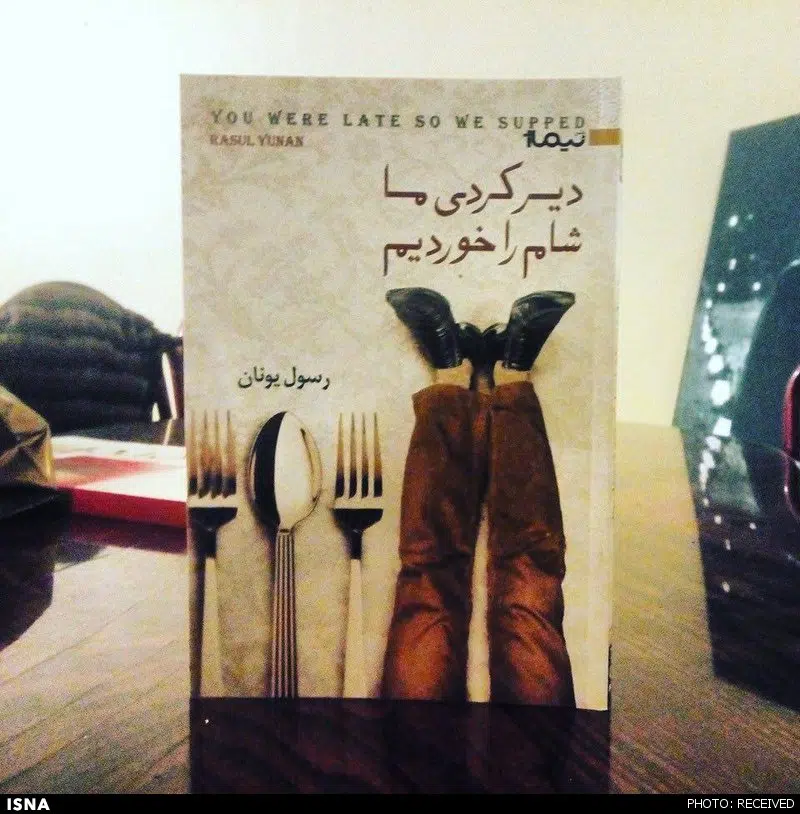 YOU WERE LATE SO WE SUPPED
RASUL YUNAN
نیماژ
دیر کردی ما
شام را خوردیم
رسول یونان
ISNA
PHOTO: RECEIVED